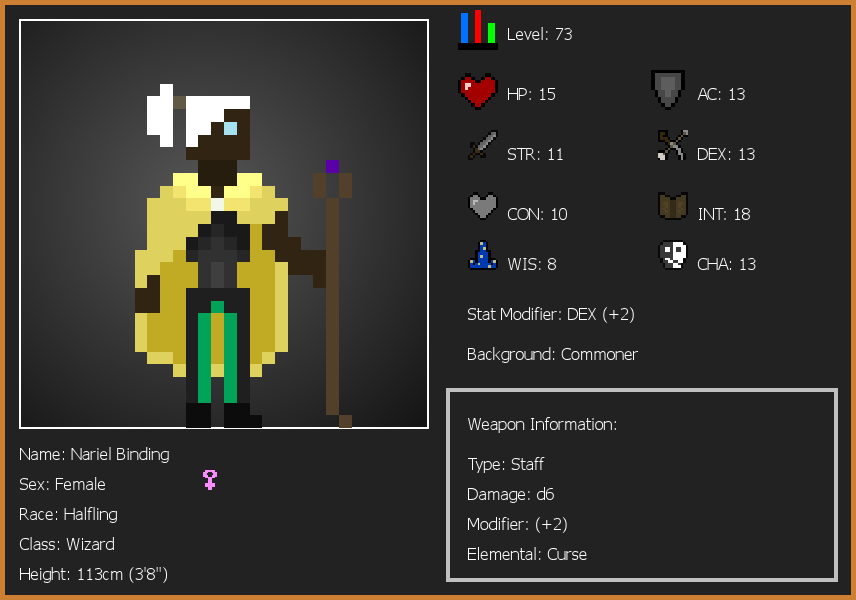 Level: 73
HP: 15
AC: 13
STR: 11
DEX: 13
CON: 10
INT: 18
WIS: 8
CHA: 13
Stat Modifier: DEX (+2)
Background: Commoner
Weapon Information:
Type: Staff
Damage: d6
Modifier: (+2)
Elemental: Curse
Name: Nariel Binding
Sex: Female
Race: Halfling
Class: Wizard
Height: 113cm (3'8")